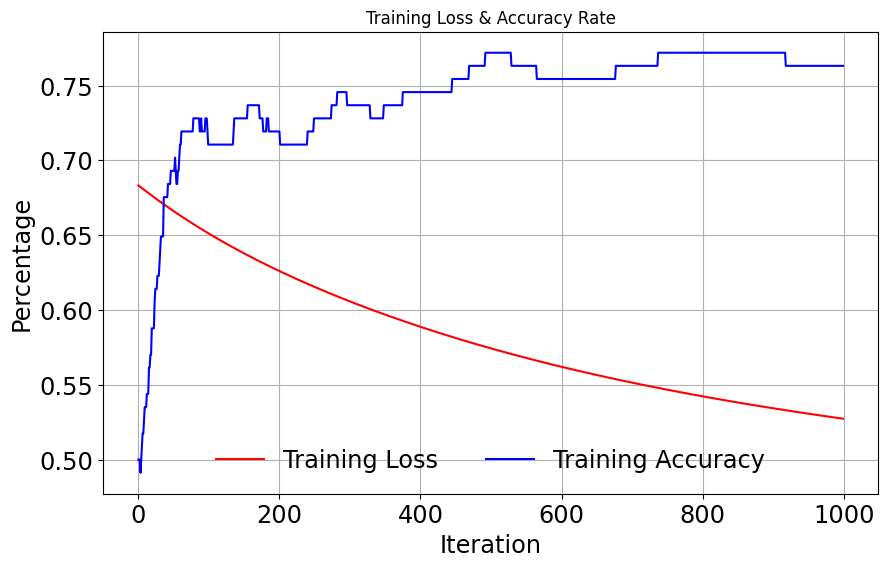 Training Loss & Accuracy Rate
Percentage
0.75
0.70
0.65
0.60
0.55
0.50
Training Loss
Training Accuracy
0 200 400 600 800 1000
Iteration